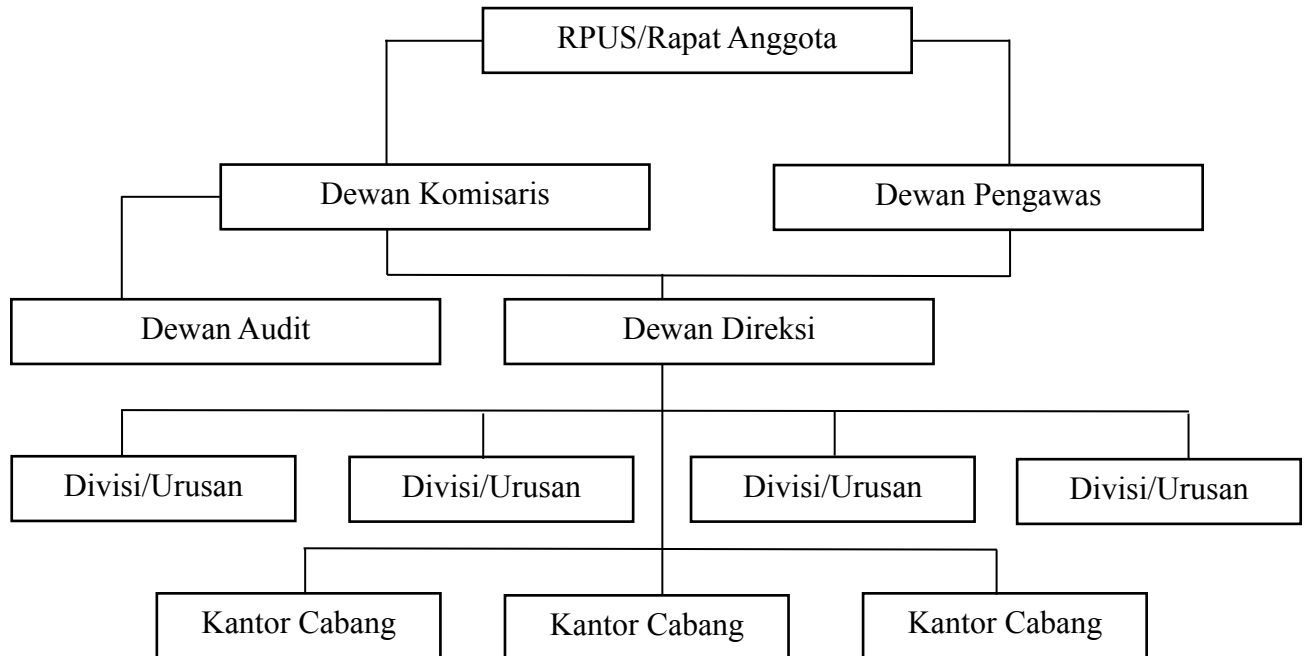 RPUS/Rapat Anggota
Dewan Komisaris
Dewan Pengawas
Dewan Audit
Dewan Direksi
Divisi/Urusan
Divisi/Urusan
Divisi/Urusan
Divisi/Urusan
Kantor Cabang
Kantor Cabang
Kantor Cabang